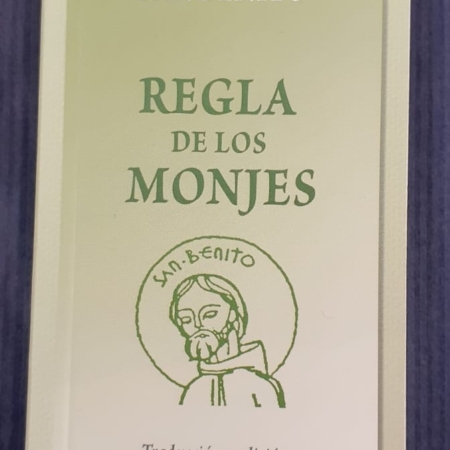 REGLA
DE LOS
MONJES
SAN-BENITO